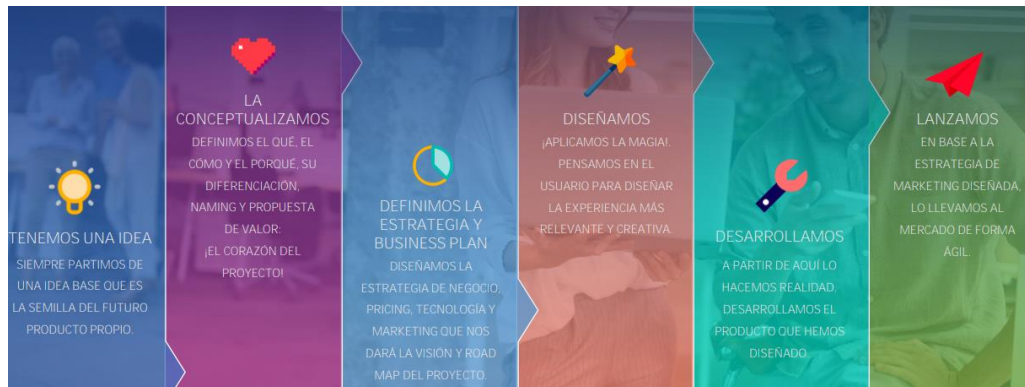 TENEMOS UNA IDEA
SIEMPRE PARTIMOS DE
UNA IDEA BASE QUE ES
LA SEMILLA DEL FUTURO
PRODUCTO PROPIO.
LA
CONCEPTUALIZAMOS
DEFINIMOS EL QUÉ, EL
CÓMO Y EL PORQUÉ, SU
DIFERENCIACIÓN,
NAMING Y PROPUESTA
DE VALOR:
¡EL CORAZÓN DEL
PROYECTO!
DEFINIMOS LA
ESTRATEGIA Y
BUSINESS PLAN
DISEÑAMOS LA
ESTRATEGIA DE NEGOCIO,
PRICING, TECNOLOGÍA Y
MARKETING QUE NOS
DARÁ LA VISIÓN Y ROAD
MAP DEL PROYECTO.
DISEÑAMOS
¡APLICAMOS LA MAGIA!.
PENSAMOS EN EL
USUARIO PARA DISEÑAR
LA EXPERIENCIA MÁS
RELEVANTE Y CREATIVA.
DESARROLLAMOS
A PARTIR DE AQUÍ LO
HACEMOS REALIDAD.
DESARROLLAMOS EL
PRODUCTO QUE HEMOS
DISEÑADO.
LANZAMOS
EN BASE A LA
ESTRATEGIA DE
MARKETING DISEÑADA,
LO LLEVAMOS AL
MERCADO DE FORMA
ÁGIL.